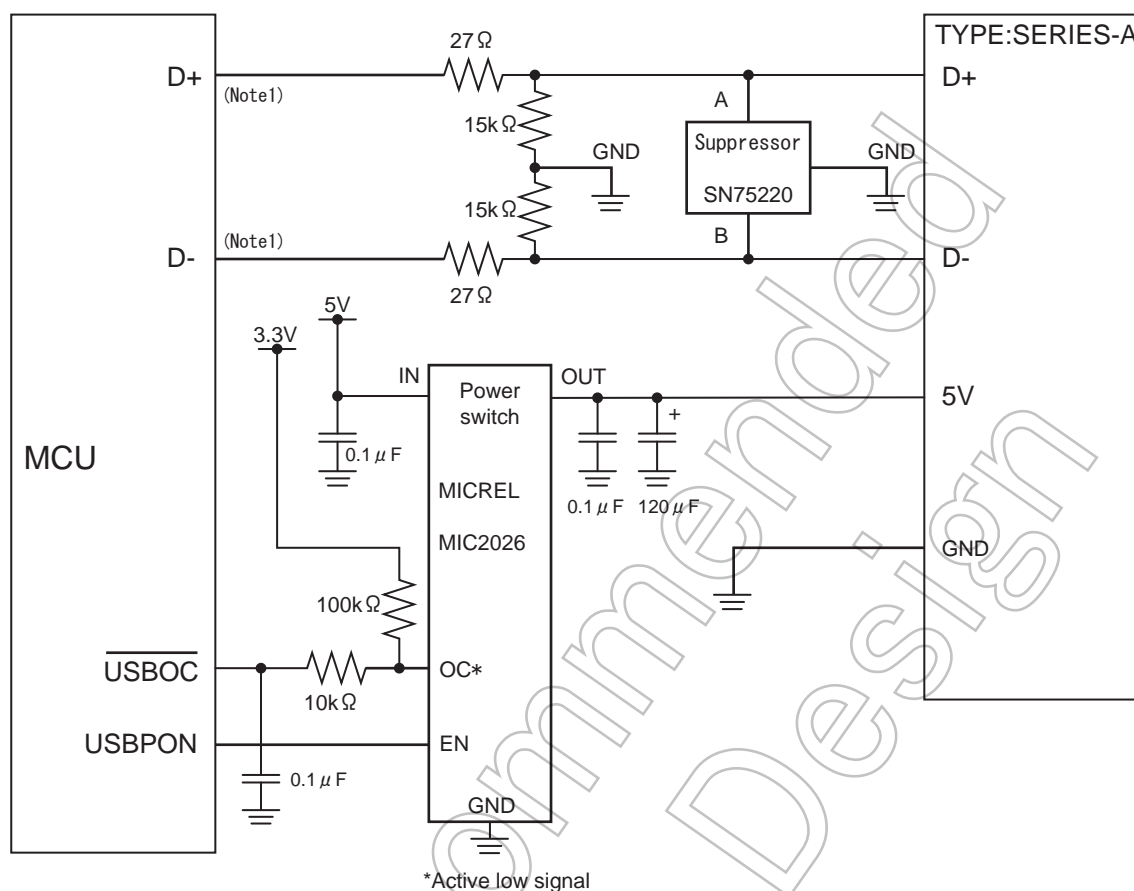 TYPE:SERIES-A
27Ω
D+
(Note1)
D+
A
15kΩ
GND
Suppressor
SN75220
GND
15kΩ
B
D-
(Note1)
D-
27Ω
5V
3.3V
IN
Power
switch
OUT
5V
+
0.1μF
MCU
MICREL
MIC2026
0.1μF
120μF
GND
100kΩ
USBOC
10kΩ
OC*
USBPON
EN
0.1μF
GND
*Active low signal
ommended
Design